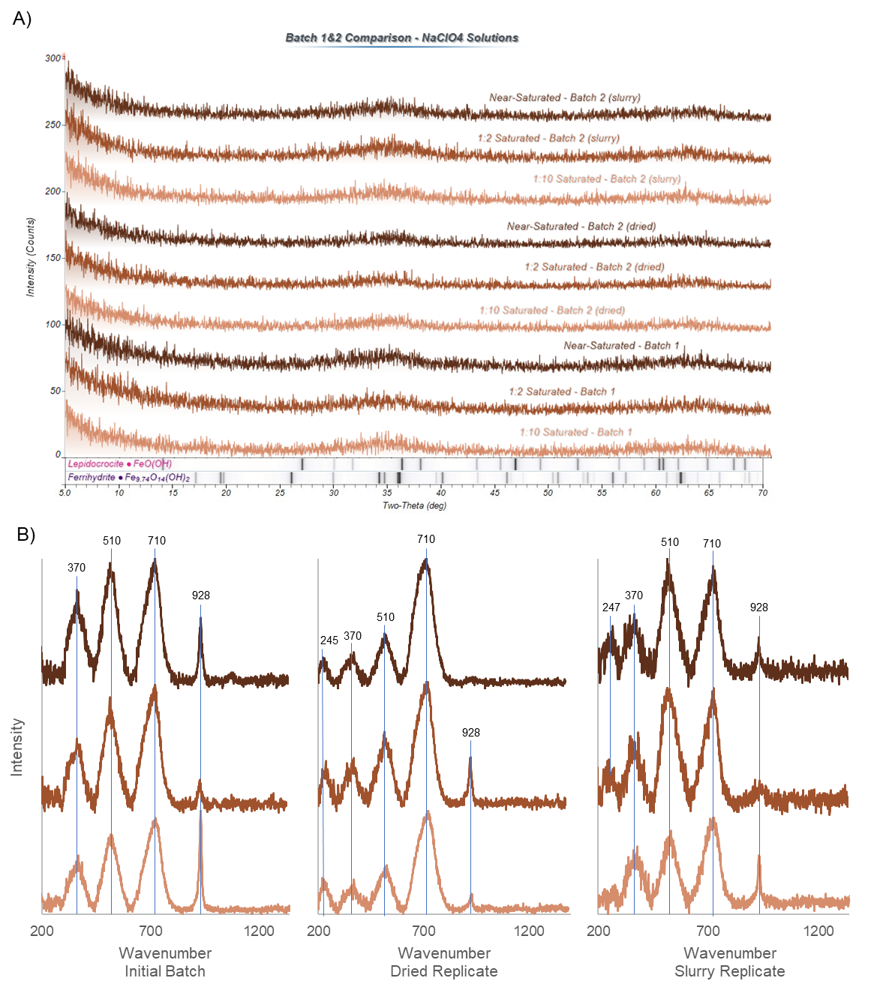 A)
Batch 1&2 Comparison - NaClO4 Solutions
300
250
200
150
100
50
0
Intensity (Counts)
Near-Saturated - Batch 2 (slurry)
1:2 Saturated - Batch 2 (slurry)
1:10 Saturated - Batch 2 (slurry)
Near-Saturated - Batch 2 (dried)
1:2 Saturated - Batch 2 (dried)
1:10 Saturated - Batch 2 (dried)
Near-Saturated - Batch 1
1:2 Saturated - Batch 1
1:10 Saturated - Batch 1
Lepidocrocite • FeO(OH)
Ferrihydrite • Fe9.74O14(OH)2
5.0 10 15 20 25 30 35 40 45 50 55 60 65 70
Two-Theta (deg)
B)
370 510 710 928
245 370 510 710 928
247 370 510 710 928
Intensity
200 700 1200 200 700 1200 200 700 1200
Wavenumber Wavenumber Wavenumber
Initial Batch Dried Replicate Slurry Replicate